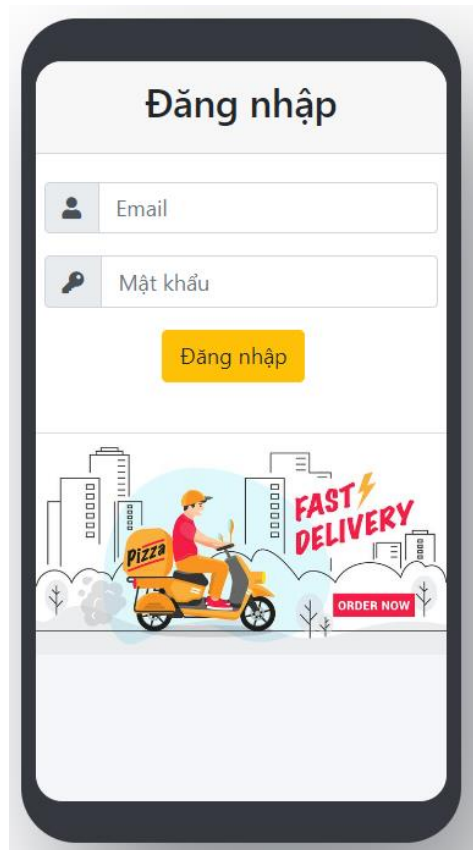 Đăng nhập
Email
Mật khẩu
Đăng nhập
FAST
DELIVERY
Pizza
ORDER NOW